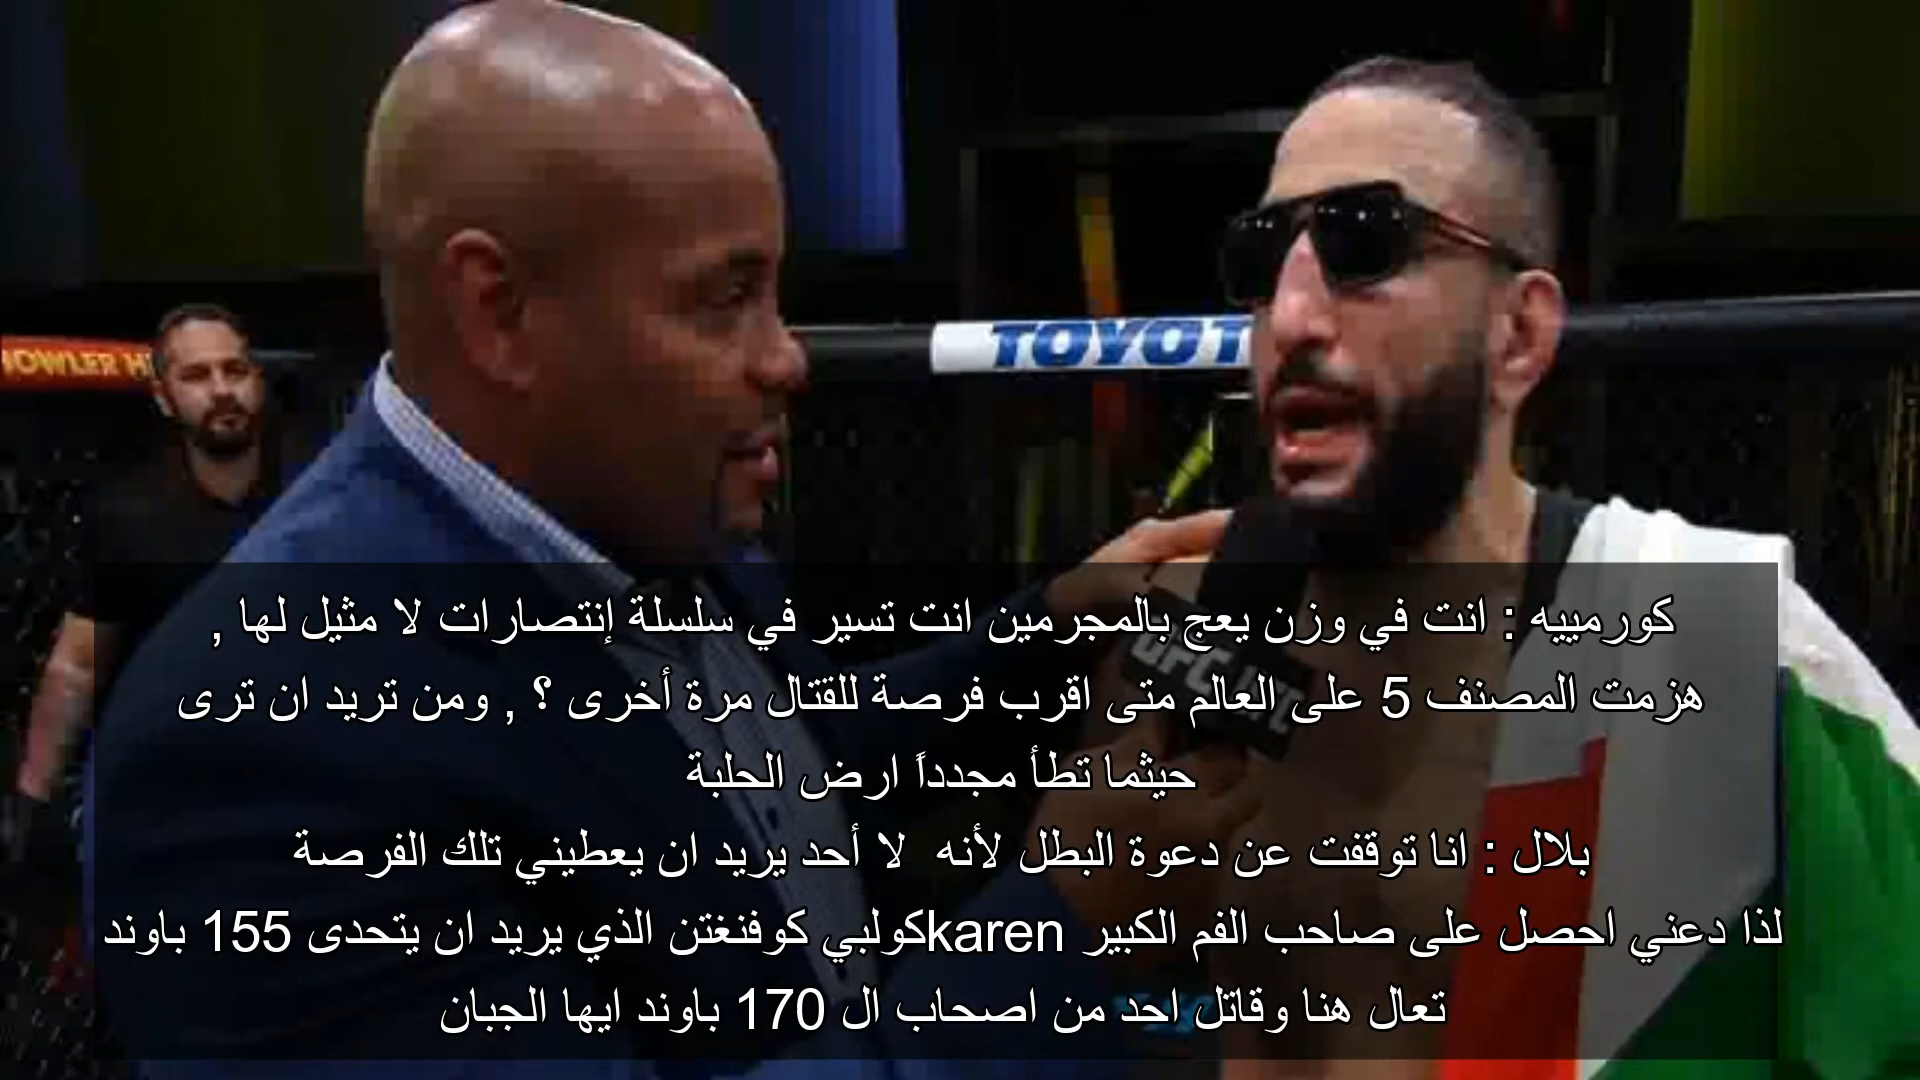 HOWLER H
TOYOT
UFC
كورمييه : انت في وزن يعج بالمجرمين انت تسير في سلسلة إنتصارات لا مثيل لها ,
هزمت المصنف 5 على العالم متى اقرب فرصة للقتال مرة أخرى ؟ , ومن تريد ان ترى
حيثما تطأ مجدداً ارض الحلبة
بلال : انا توقفت عن دعوة البطل لأنه لا أحد يريد ان يعطيني تلك الفرصة
لذا دعني احصل على صاحب الفم الكبير karenكولبي كوفنغتن الذي يريد ان يتحدى 155 باوند
تعال هنا وقاتل احد من اصحاب ال 170 باوند ايها الجبان